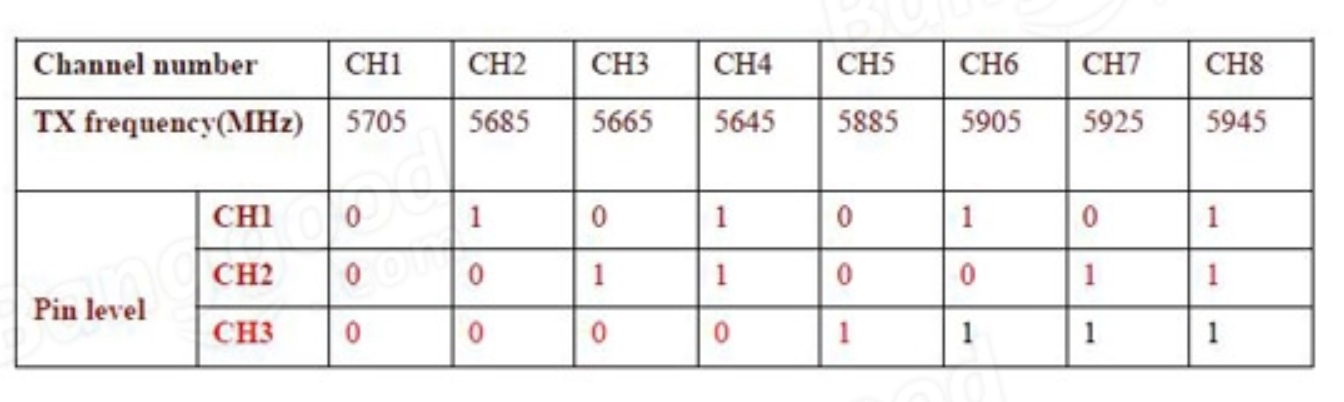 Channel number CH1 CH2 CH3 CH4 CH5 CH6 CH7 CH8
TX frequency(MHz) 5705 5685 5665 5645 5885 5905 5925 5945
CH1 0 1 0 1 0 1 0 1
CH2 0 0 1 1 0 0 1 1
Pin level
CH3 0 0 0 0 1 1 1 1
Banggood
.com